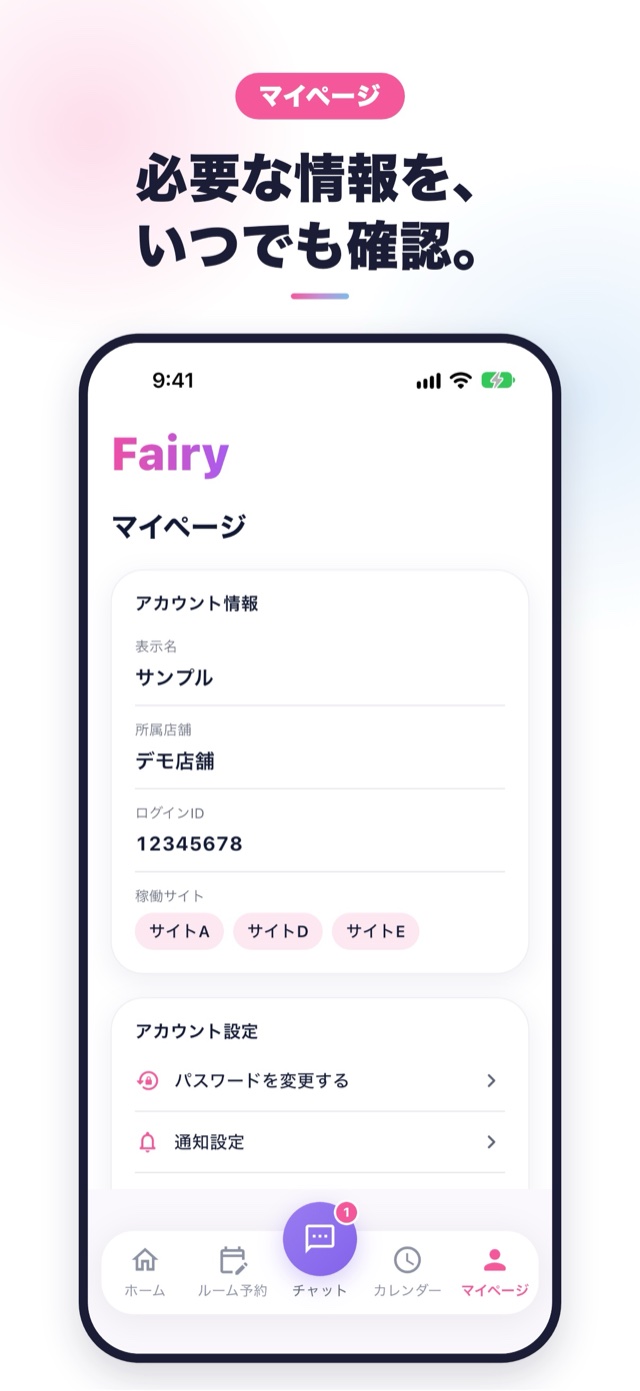 マイページ
必要な情報を、
いつでも確認。
9:41
Fairy
マイページ
アカウント情報
表示名
サンプル
所属店舗
デモ店舗
ログインID
12345678
稼働サイト
サイトA サイトD サイトE
アカウント設定
パスワードを変更する
通知設定
1
ホーム ルーム予約 チャット カレンダー マイページ